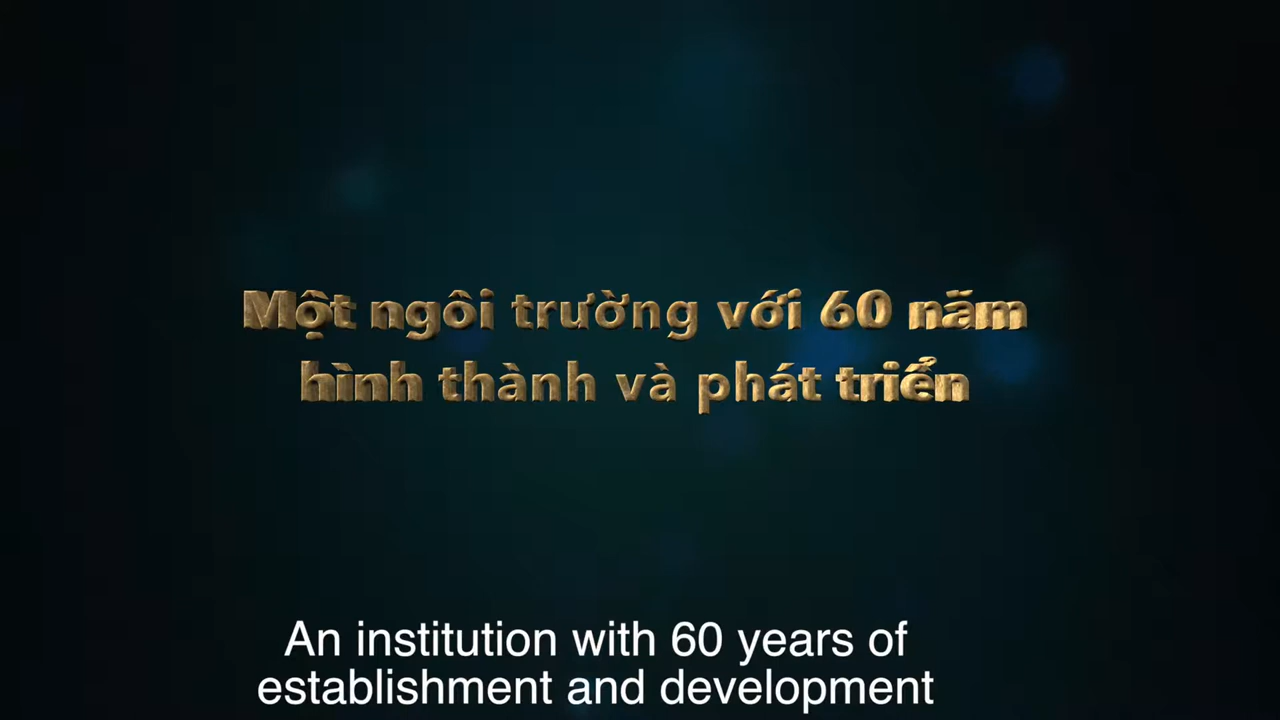 Một ngôi trường với 60 năm
hình thành và phát triển
An institution with 60 years of
establishment and development